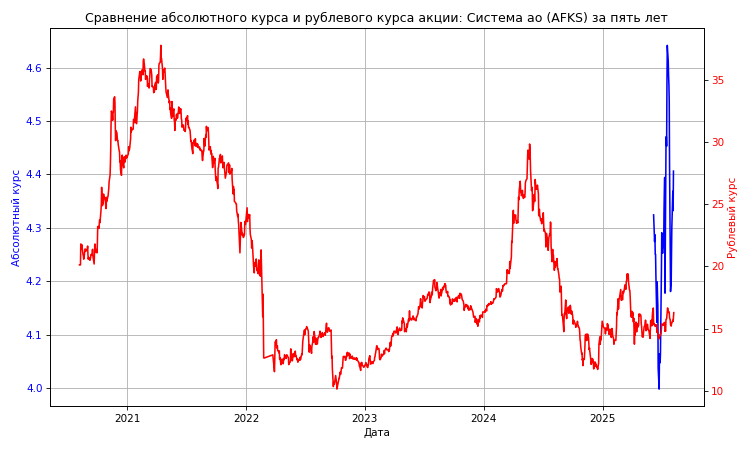 Сравнение абсолютного курса и рублевого курса акции: Система ао (AFKS) за пять лет
4.6
4.5
4.4
4.3
4.2
4.1
4.0
Абсолютный курс
35
30
25
20
15
10
Рублевый курс
2021 2022 2023 2024 2025
Дата